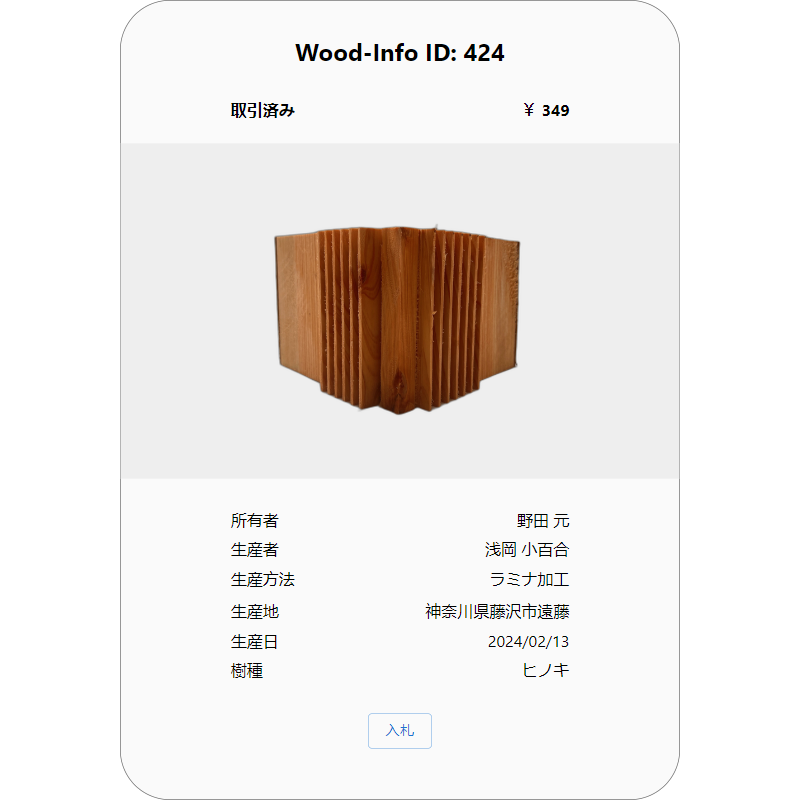 Wood-Info ID: 424
取引済み ￥ 349
所有者 野田 元
生産者 浅岡 小百合
生産方法 ラミナ加工
生産地 神奈川県藤沢市遠藤
生産日 2024/02/13
樹種 ヒノキ
入札